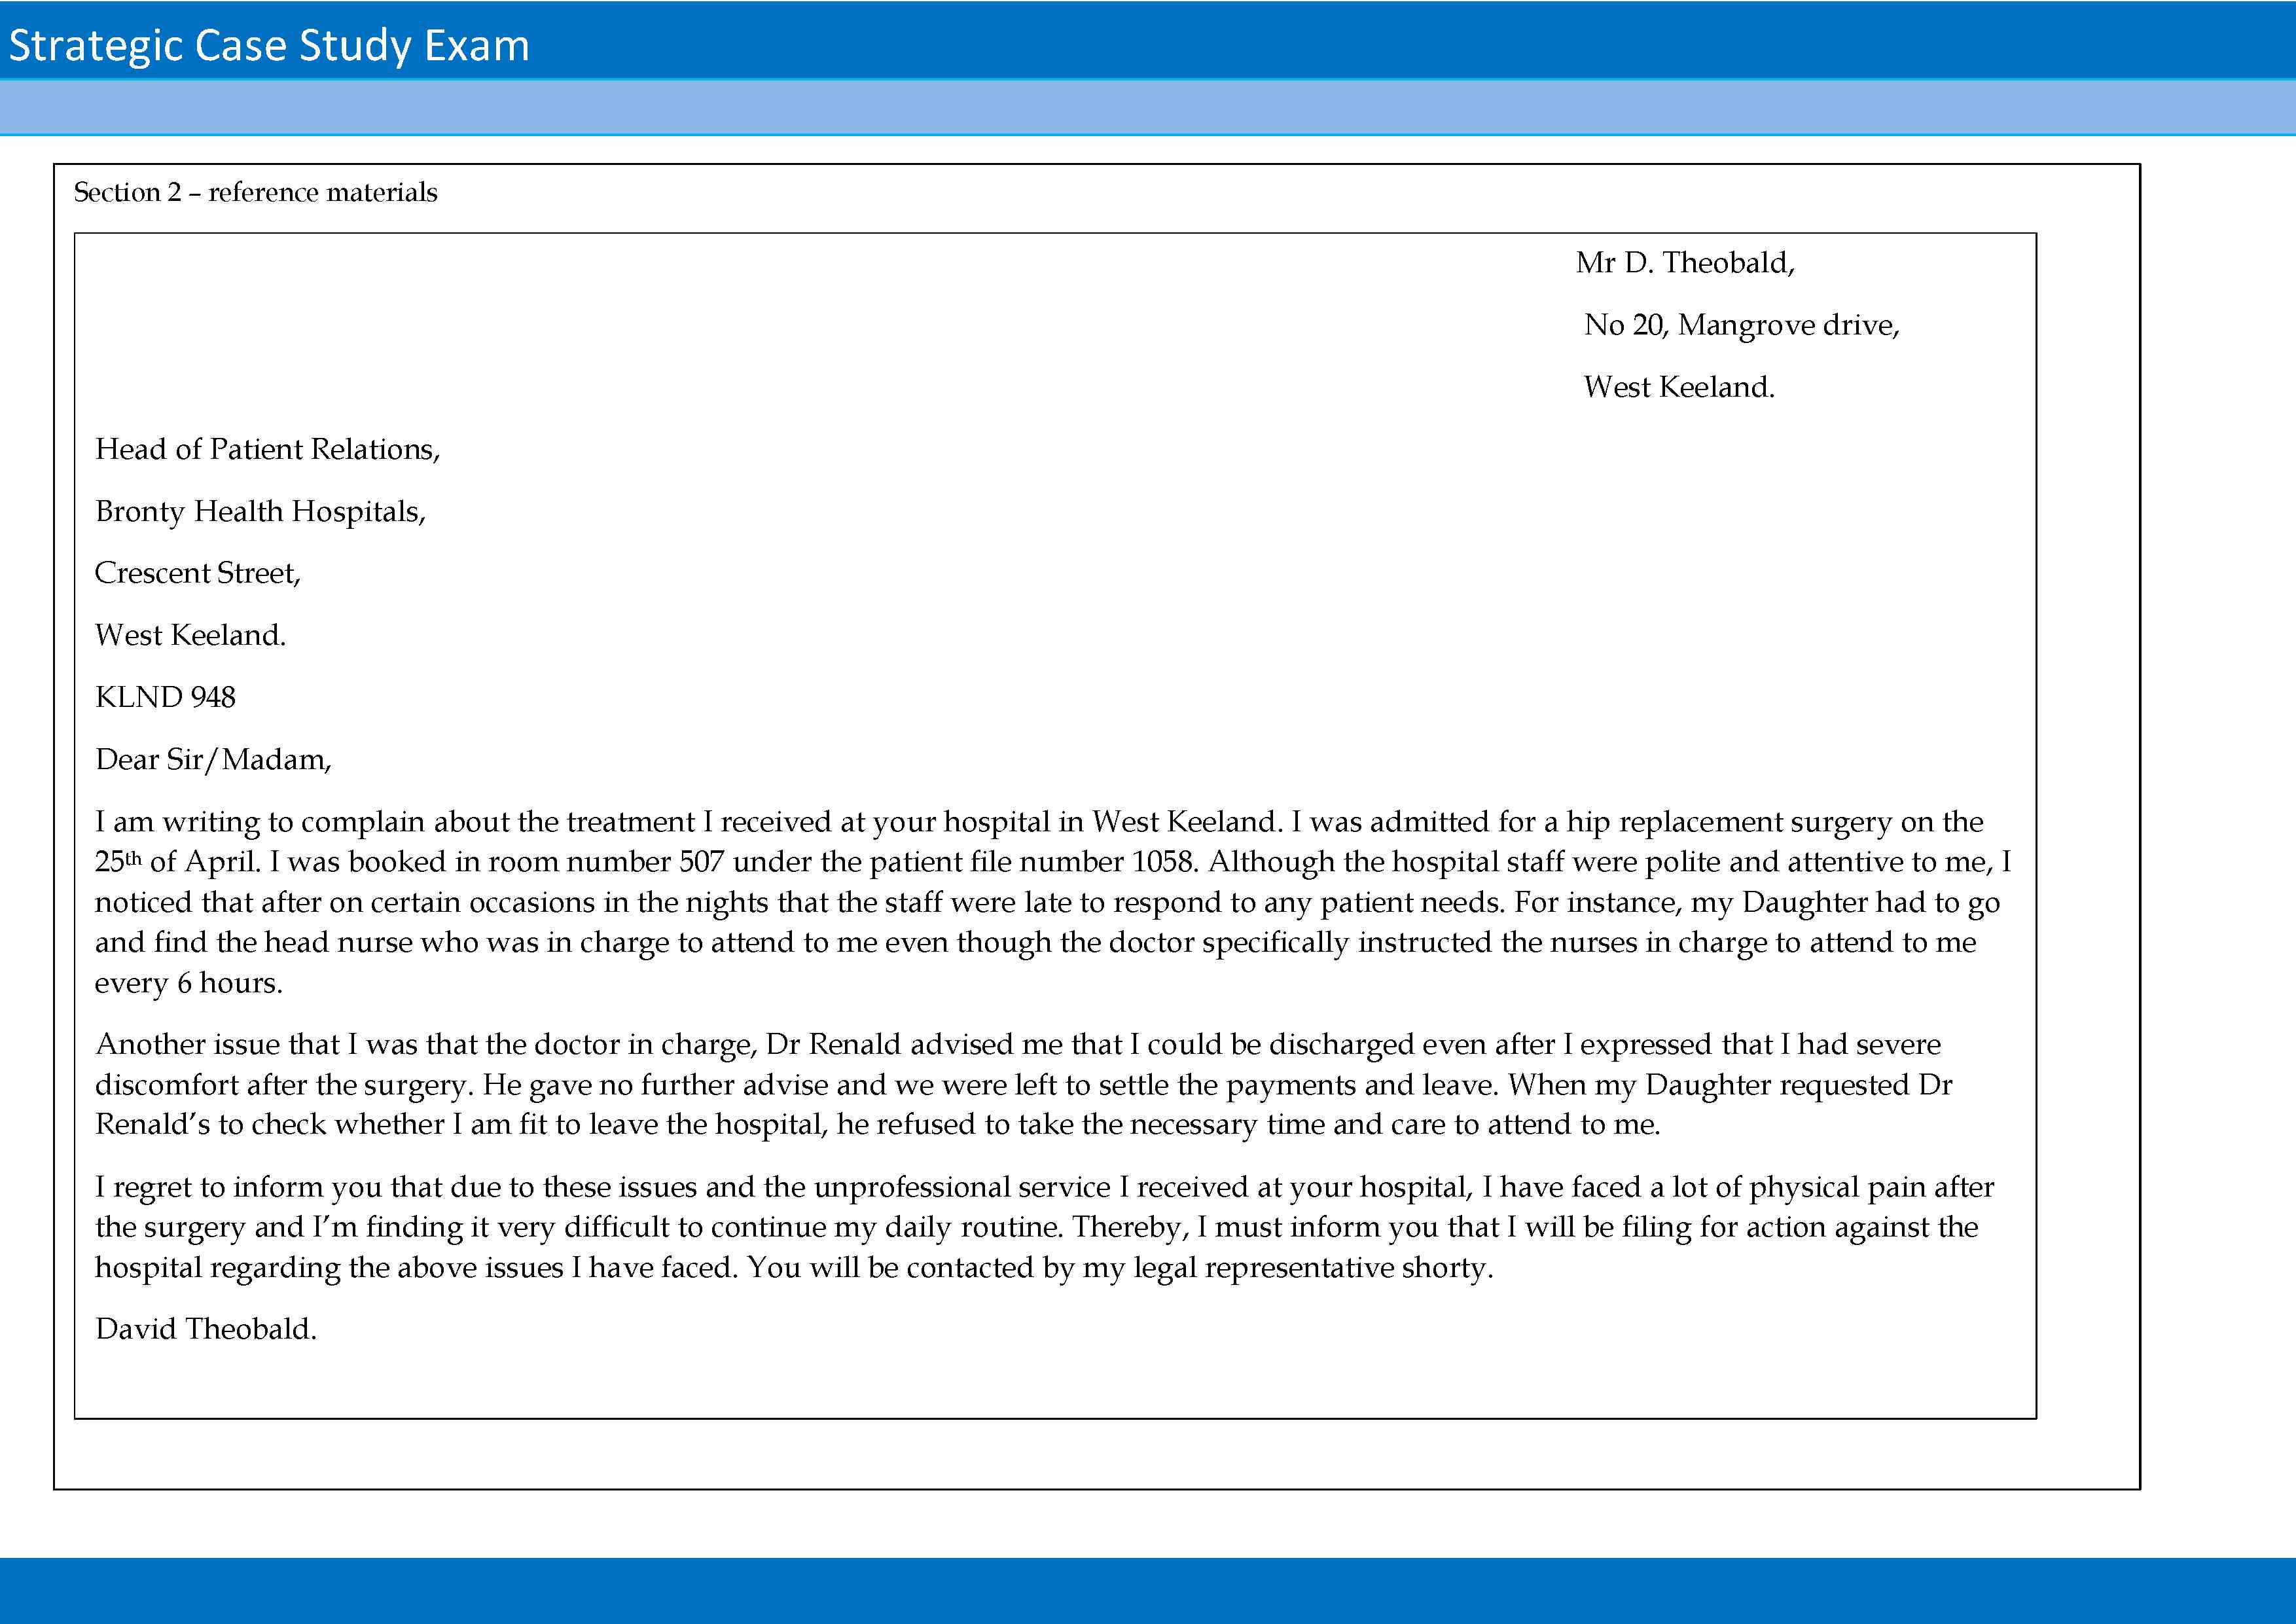 Strategic Case Study Exam
Section 2 – reference materials
Mr D. Theobald,
No 20, Mangrove drive,
West Keeland.
Head of Patient Relations,
Bronty Health Hospitals,
Crescent Street,
West Keeland.
KLND 948
Dear Sir/Madam,
I am writing to complain about the treatment I received at your hospital in West Keeland. I was admitted for a hip replacement surgery on the
25th of April. I was booked in room number 507 under the patient file number 1058. Although the hospital staff were polite and attentive to me, I
noticed that after on certain occasions in the nights that the staff were late to respond to any patient needs. For instance, my Daughter had to go
and find the head nurse who was in charge to attend to me even though the doctor specifically instructed the nurses in charge to attend to me
every 6 hours.
Another issue that I was that the doctor in charge, Dr Renald advised me that I could be discharged even after I expressed that I had severe
discomfort after the surgery. He gave no further advise and we were left to settle the payments and leave. When my Daughter requested Dr
Renald’s to check whether I am fit to leave the hospital, he refused to take the necessary time and care to attend to me.
I regret to inform you that due to these issues and the unprofessional service I received at your hospital, I have faced a lot of physical pain after
the surgery and I’m finding it very difficult to continue my daily routine. Thereby, I must inform you that I will be filing for action against the
hospital regarding the above issues I have faced. You will be contacted by my legal representative shorty.
David Theobald.